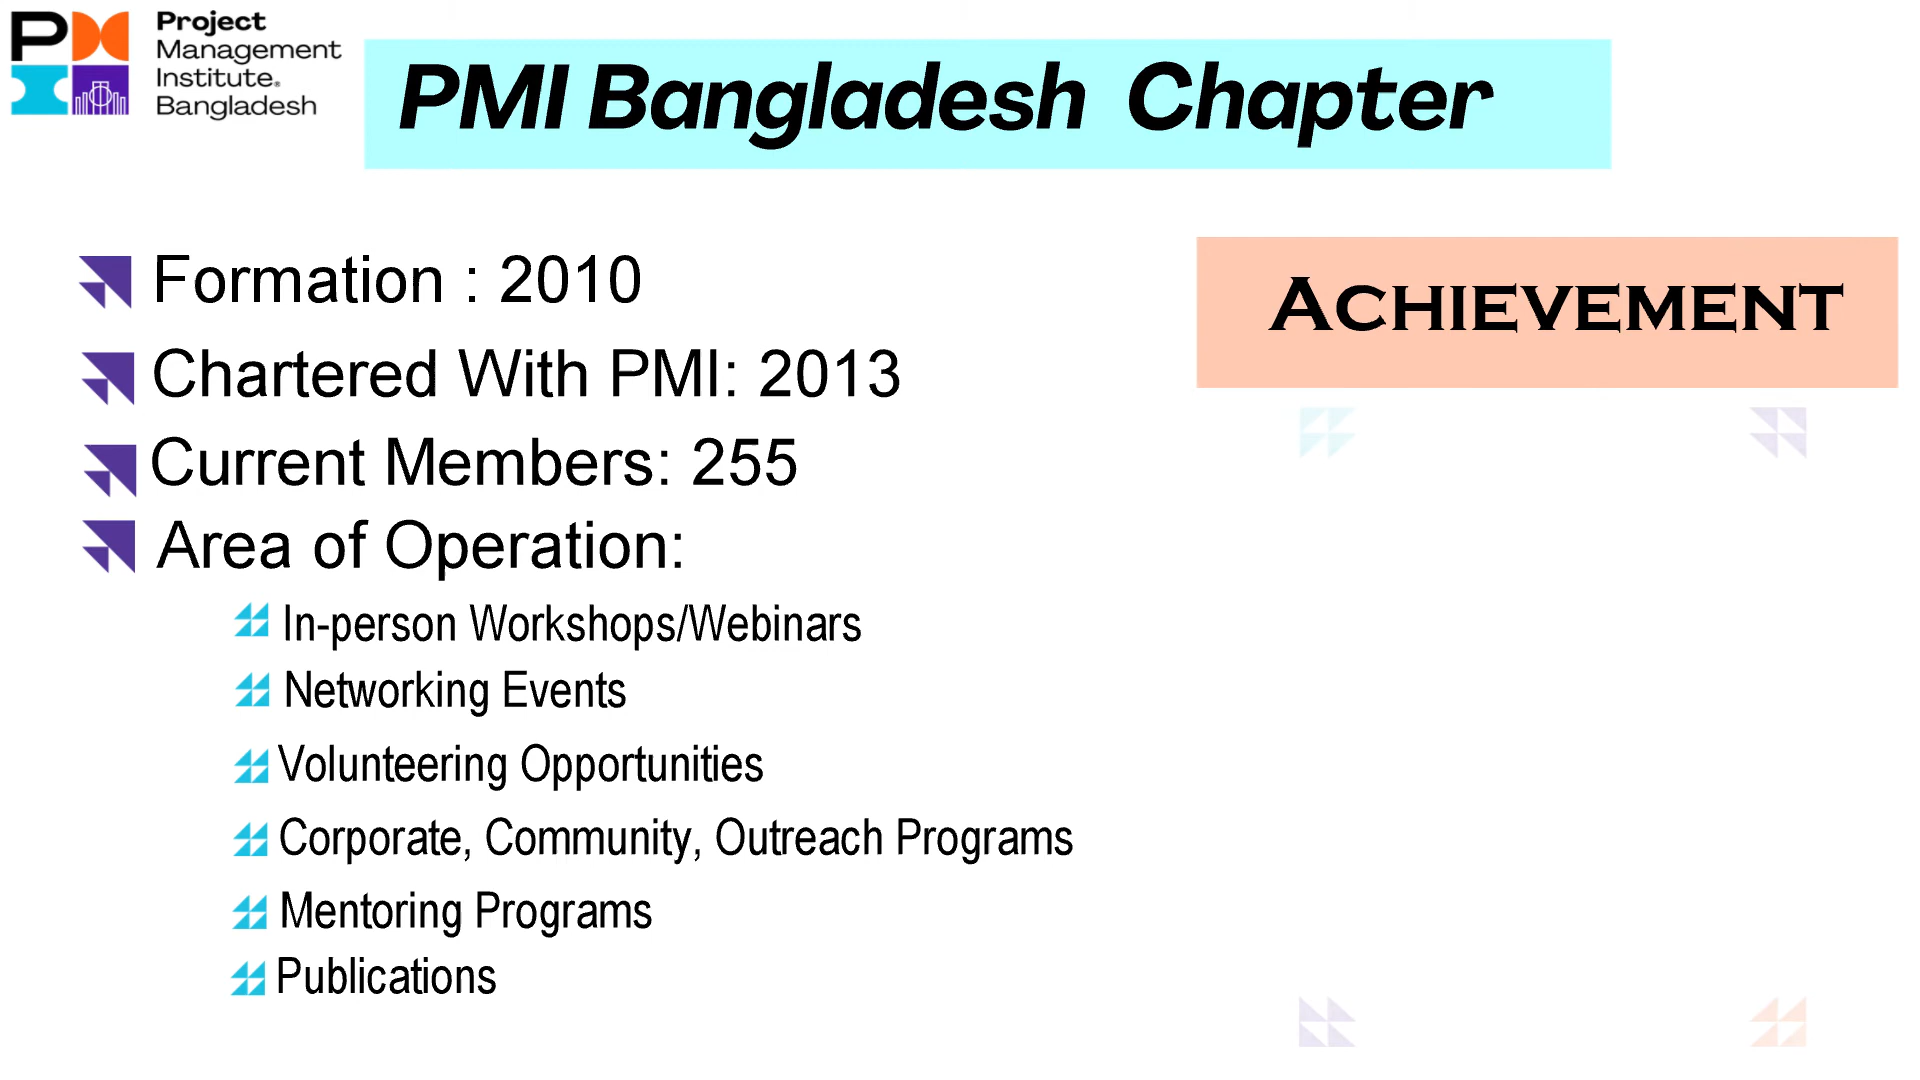 PM
Project
Management
Institute®
Bangladesh
PMI Bangladesh Chapter
Formation : 2010
Chartered With PMI: 2013
Current Members: 255
Area of Operation:
In-person Workshops/Webinars
Networking Events
Volunteering Opportunities
Corporate, Community, Outreach Programs
Mentoring Programs
Publications
ACHIEVEMENT